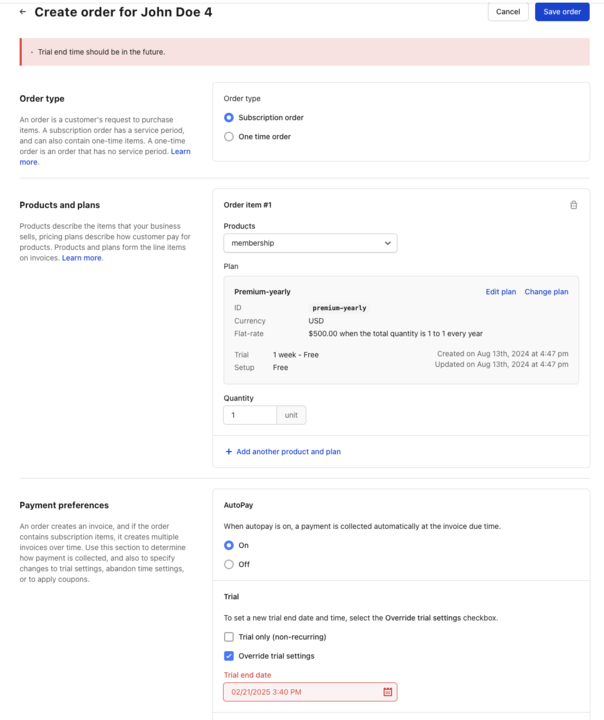 ← Create order for John Doe 4
Cancel
Save order
• Trial end time should be in the future.
Order type
An order is a customer's request to purchase
items. A subscription order has a service period,
and can also contain one-time items. A one-time
order is an order that has no service period. Learn
more.
Order type
Subscription order
One time order
Products and plans
Products describe the items that your business
sells, pricing plans describe how customer pay for
products. Products and plans form the line items
on invoices. Learn more.
Order item #1
Products
membership
Plan
Premium-yearly
Edit plan Change plan
ID premium-yearly
Currency USD
Flat-rate $500.00 when the total quantity is 1 to 1 every year
Trial 1 week - Free
Setup Free
Created on Aug 13th, 2024 at 4:47 pm
Updated on Aug 13th, 2024 at 4:47 pm
Quantity
1 unit
+ Add another product and plan
Payment preferences
An order creates an invoice, and if the order
contains subscription items, it creates multiple
invoices over time. Use this section to determine
how payment is collected, and also to specify
changes to trial settings, abandon time settings,
or to apply coupons.
AutoPay
When autopay is on, a payment is collected automatically at the invoice due time.
On
Off
Trial
To set a new trial end date and time, select the Override trial settings checkbox.
Trial only (non-recurring)
Override trial settings
Trial end date
02/21/2025 3:40 PM